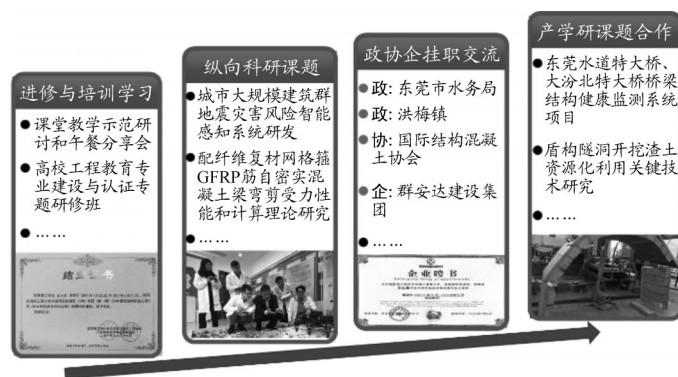 进修与培训学习
●课堂教学示范研
讨和午餐分享会
●高校工程教育专
业建设与认证专
题研修班
●……
结业证书
纵向科研课题
●城市大规模建筑群
地震灾害风险智能
感知系统研发
●配纤维复材网格箍
GFRP筋自密实混
凝土梁弯剪受力性
能和计算理论研究
●……
政协企挂职交流
●政: 东莞市水务局
●政: 洪梅镇
●协: 国际结构混凝
土协会
●企: 群安达建设集
团
●……
企业聘书
产学研课题合作
●东莞水道特大桥、
大汾北特大桥桥梁
结构健康监测系统
项目
●盾构隧洞开挖渣土
资源化利用关键技
术研究
●……